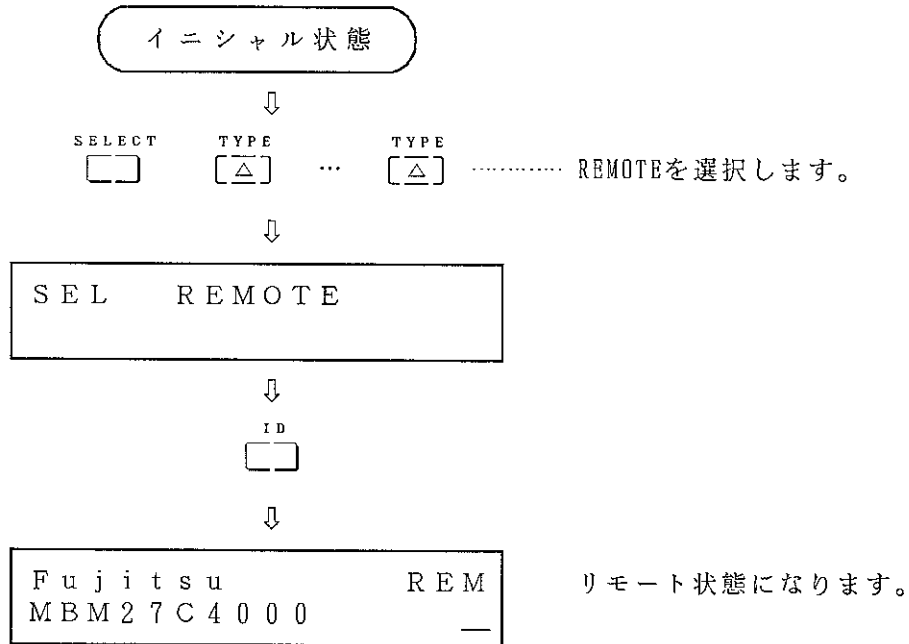 イニシャル状態
⇩
SELECT TYPE TYPE
△ … △ ………… REMOTEを選択します。
⇩
SEL REMOTE
⇩
ID
⇩
Fujitsu REM
MBM27C4000 _ リモート状態になります。